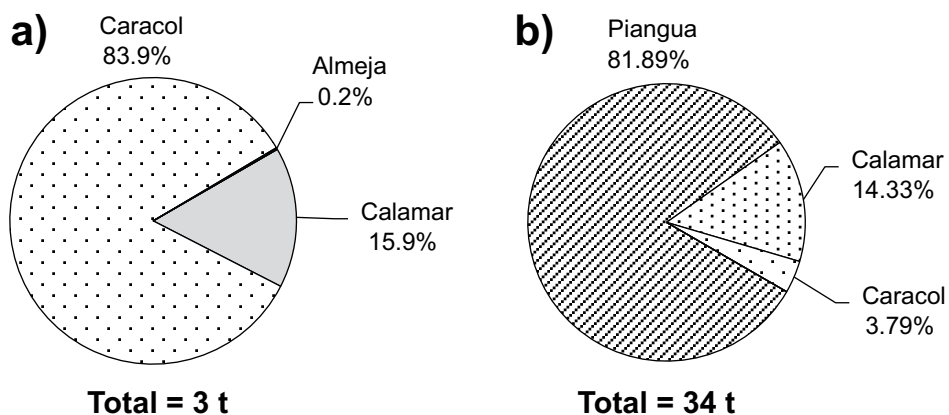 a)
Caracol
83.9%
Almeja
0.2%
Calamar
15.9%
Total = 3 t
b)
Piangua
81.89%
Calamar
14.33%
Caracol
3.79%
Total = 34 t